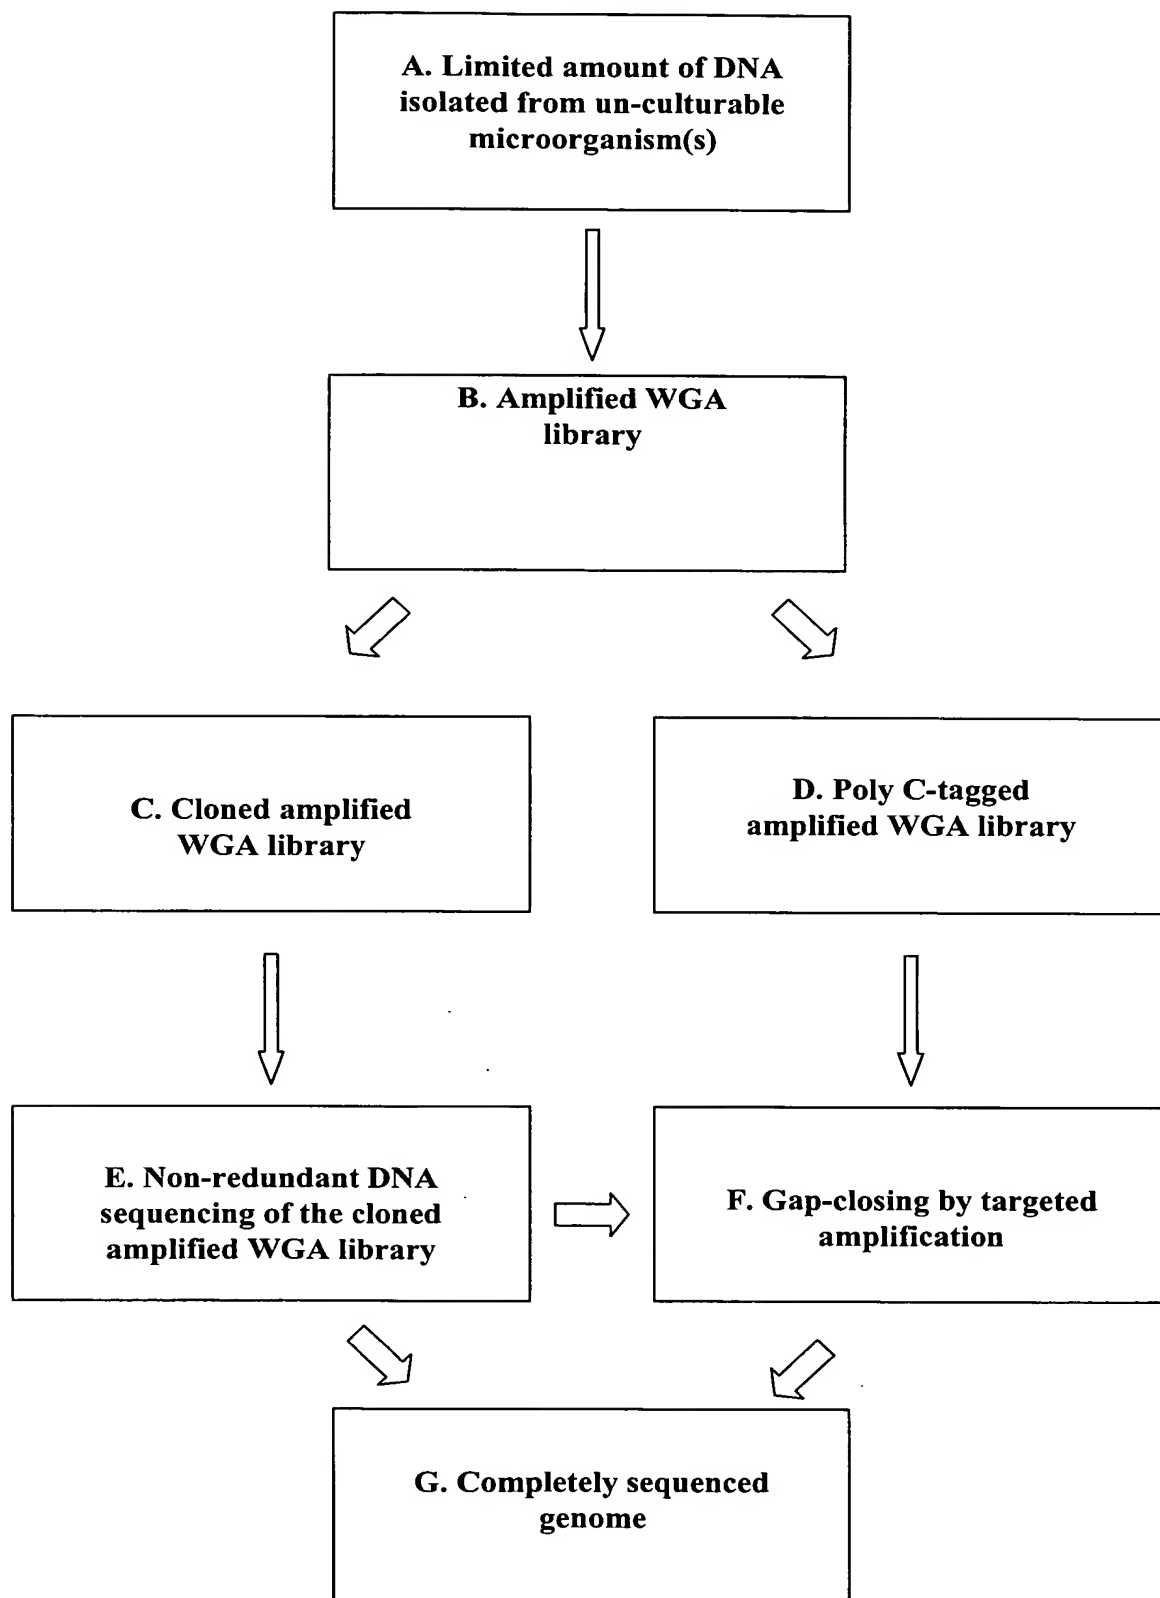 A. Limited amount of DNA
isolated from un-culturable
microorganism(s)
B. Amplified WGA
library
C. Cloned amplified
WGA library
D. Poly C-tagged
amplified WGA library
E. Non-redundant DNA
sequencing of the cloned
amplified WGA library
F. Gap-closing by targeted
amplification
G. Completely sequenced
genome